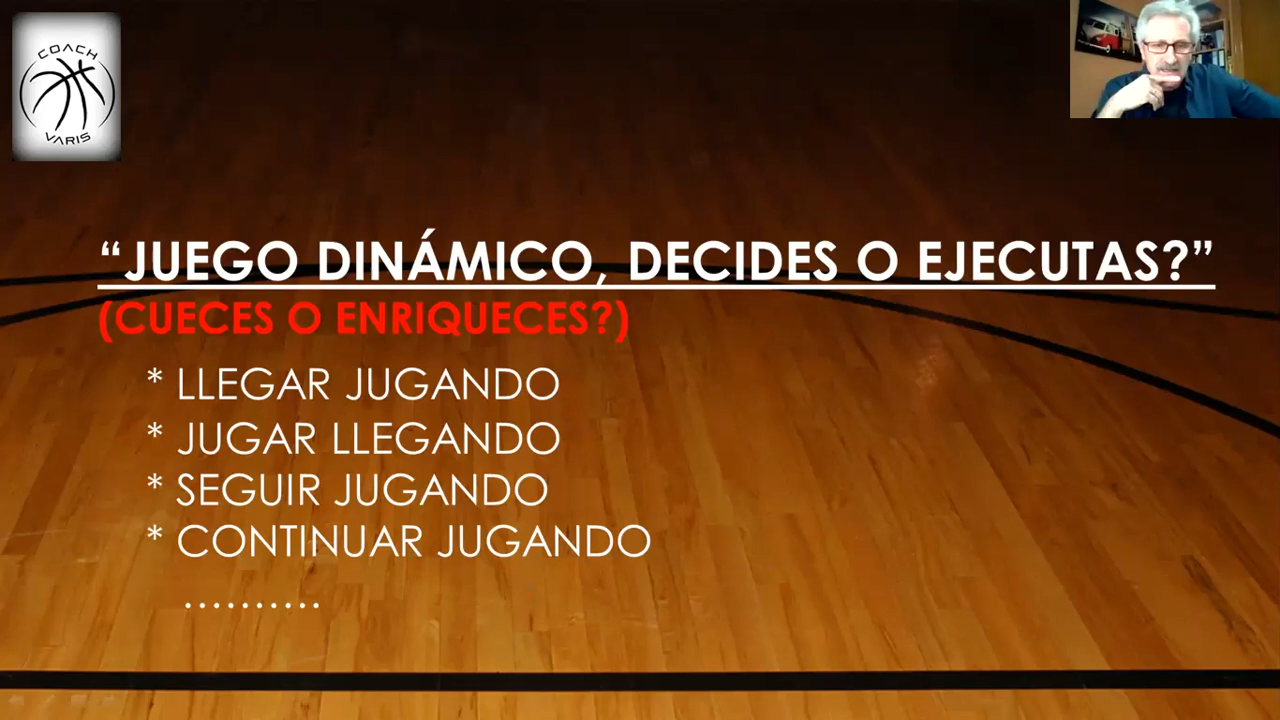 COACH
VARIS
“JUEGO DINÁMICO, DECIDES O EJECUTAS?”
(CUECES O ENRIQUECES?)
* LLEGAR JUGANDO
* JUGAR LLEGANDO
* SEGUIR JUGANDO
* CONTINUAR JUGANDO
..........